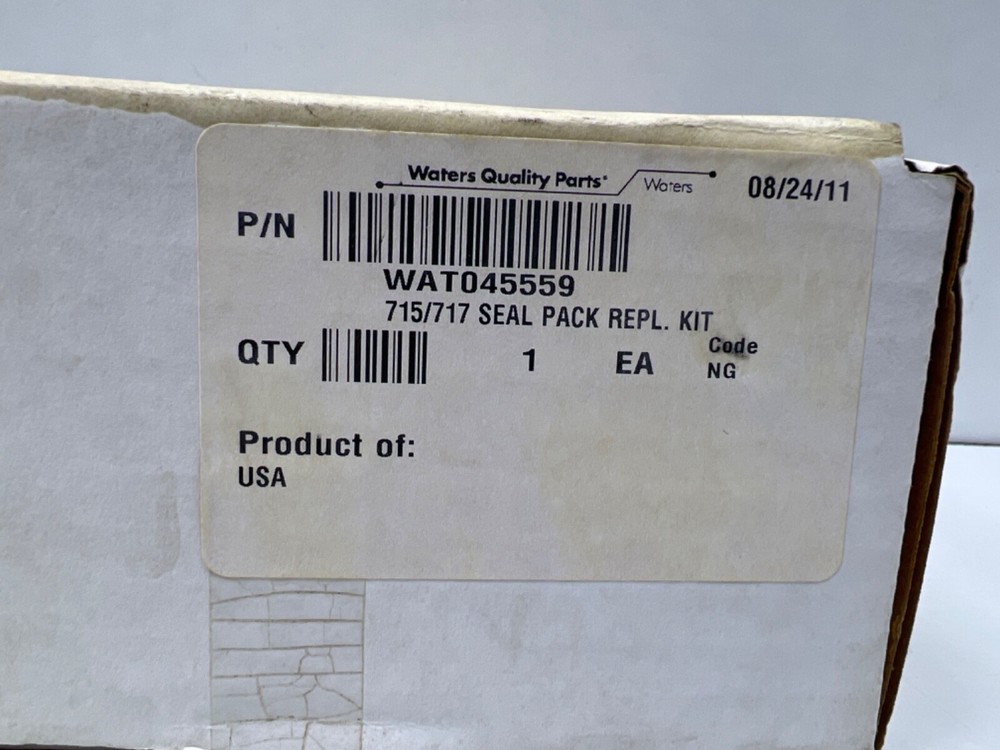 Waters Quality Parts®
Waters
08/24/11
P/N
WAT045559
715/717 SEAL PACK REPL. KIT
QTY 1 EA Code
NG
Product of:
USA